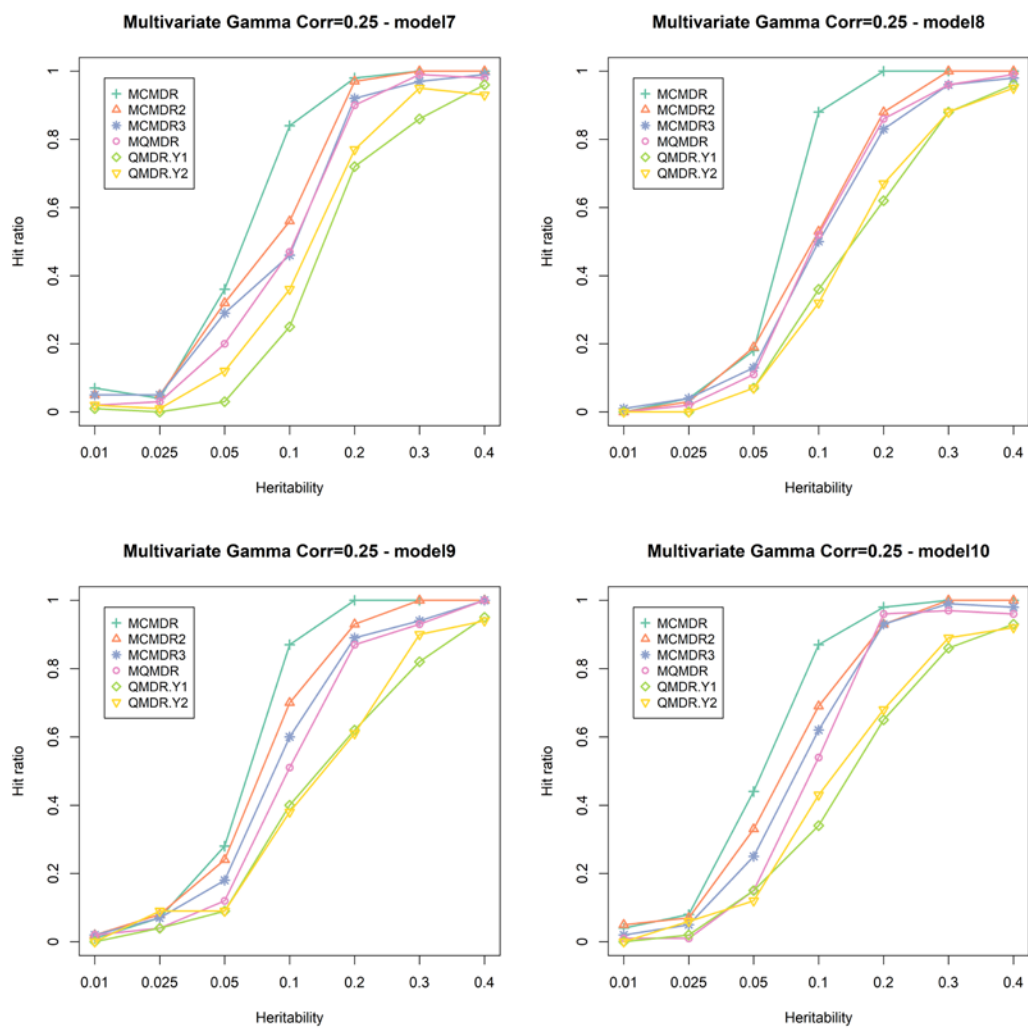 Multivariate Gamma Corr=0.25 - model7
1
0.8
0.6
0.4
0.2
0
Hit ratio
MCMDR
MCMDR2
MCMDR3
MQMDR
QMDR.Y1
QMDR.Y2
0.01 0.025 0.05 0.1 0.2 0.3 0.4
Heritability
Multivariate Gamma Corr=0.25 - model8
1
0.8
0.6
0.4
0.2
0
Hit ratio
MCMDR
MCMDR2
MCMDR3
MQMDR
QMDR.Y1
QMDR.Y2
0.01 0.025 0.05 0.1 0.2 0.3 0.4
Heritability
Multivariate Gamma Corr=0.25 - model9
1
0.8
0.6
0.4
0.2
0
Hit ratio
MCMDR
MCMDR2
MCMDR3
MQMDR
QMDR.Y1
QMDR.Y2
0.01 0.025 0.05 0.1 0.2 0.3 0.4
Heritability
Multivariate Gamma Corr=0.25 - model10
1
0.8
0.6
0.4
0.2
0
Hit ratio
MCMDR
MCMDR2
MCMDR3
MQMDR
QMDR.Y1
QMDR.Y2
0.01 0.025 0.05 0.1 0.2 0.3 0.4
Heritability